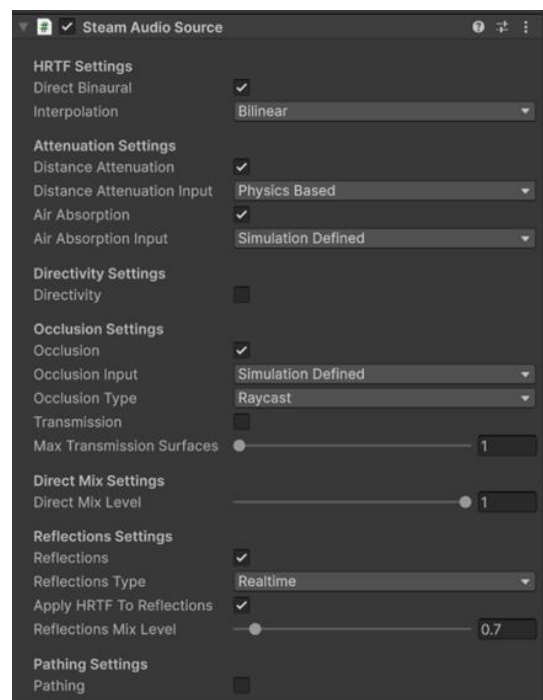 Steam Audio Source
HRTF Settings
Direct Binaural
Interpolation Bilinear
Attenuation Settings
Distance Attenuation
Distance Attenuation Input Physics Based
Air Absorption
Air Absorption Input Simulation Defined
Directivity Settings
Directivity
Occlusion Settings
Occlusion
Occlusion Input Simulation Defined
Occlusion Type Raycast
Transmission
Max Transmission Surfaces 1
Direct Mix Settings
Direct Mix Level 1
Reflections Settings
Reflections
Reflections Type Realtime
Apply HRTF To Reflections
Reflections Mix Level 0.7
Pathing Settings
Pathing